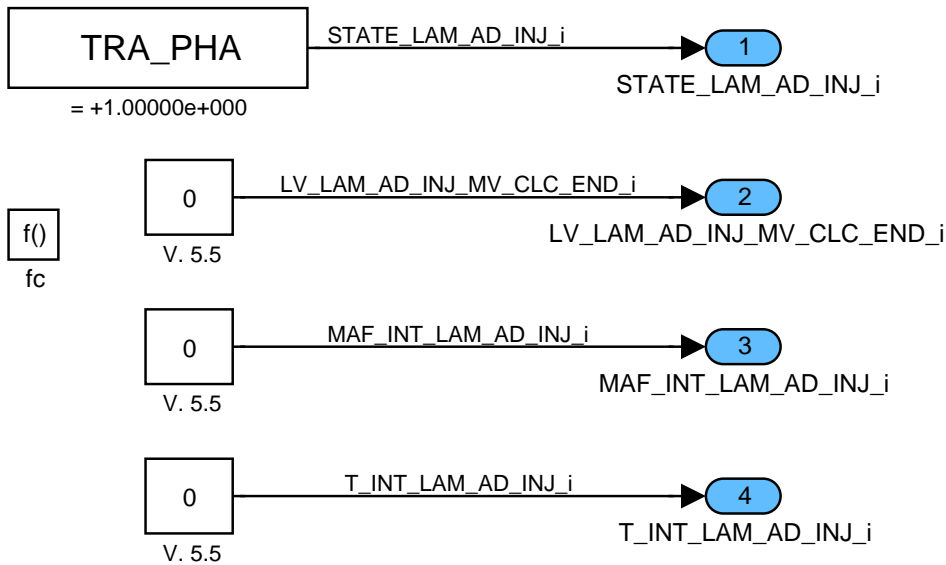 TRA_PHA
STATE_LAM_AD_INJ_i
1
STATE_LAM_AD_INJ_i
= +1.00000e+000
0
LV_LAM_AD_INJ_MV_CLC_END_i
2
LV_LAM_AD_INJ_MV_CLC_END_i
V. 5.5
f()
fc
0
MAF_INT_LAM_AD_INJ_i
3
MAF_INT_LAM_AD_INJ_i
V. 5.5
0
T_INT_LAM_AD_INJ_i
4
T_INT_LAM_AD_INJ_i
V. 5.5